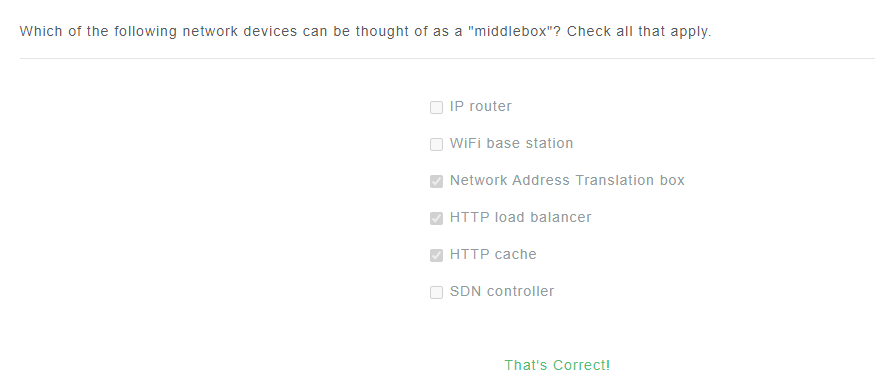 Which of the following network devices can be thought of as a "middlebox"? Check all that apply.
IP router
WiFi base station
Network Address Translation box
HTTP load balancer
HTTP cache
SDN controller
That's Correct!